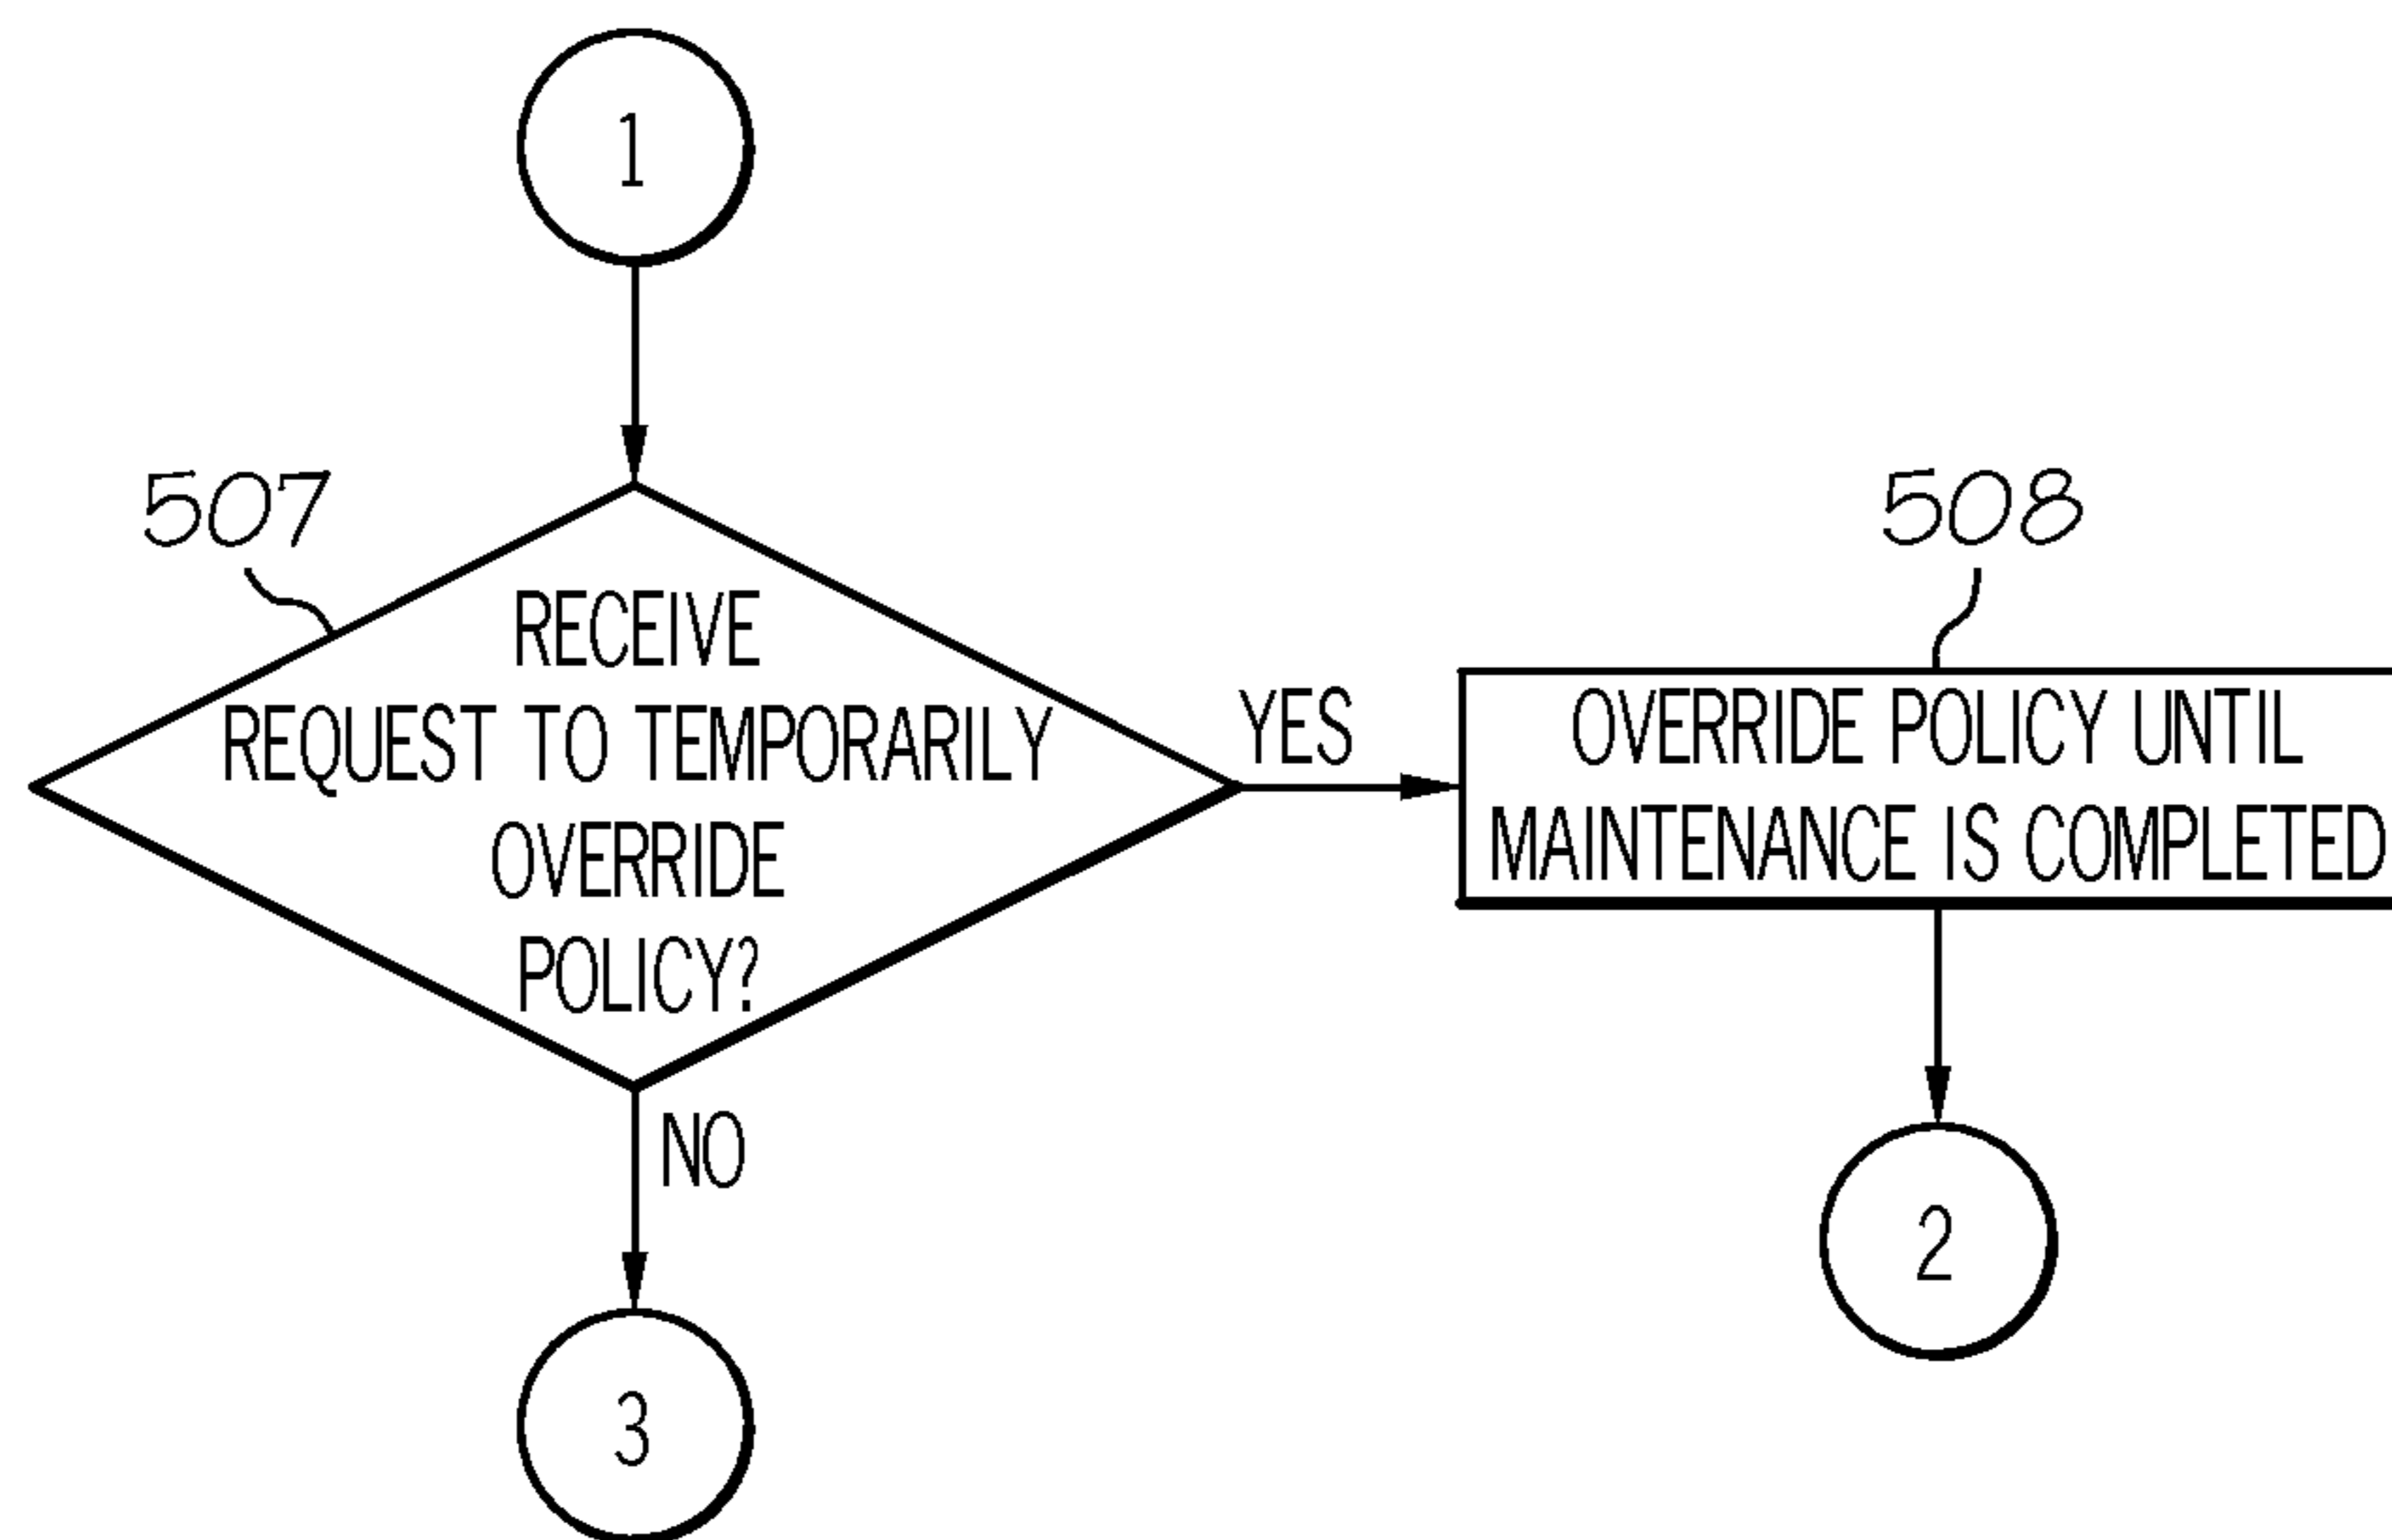 1
507
RECEIVE
REQUEST TO TEMPORARILY
OVERRIDE
POLICY?
YES
508
OVERRIDE POLICY UNTIL
MAINTENANCE IS COMPLETED
NO
2
3